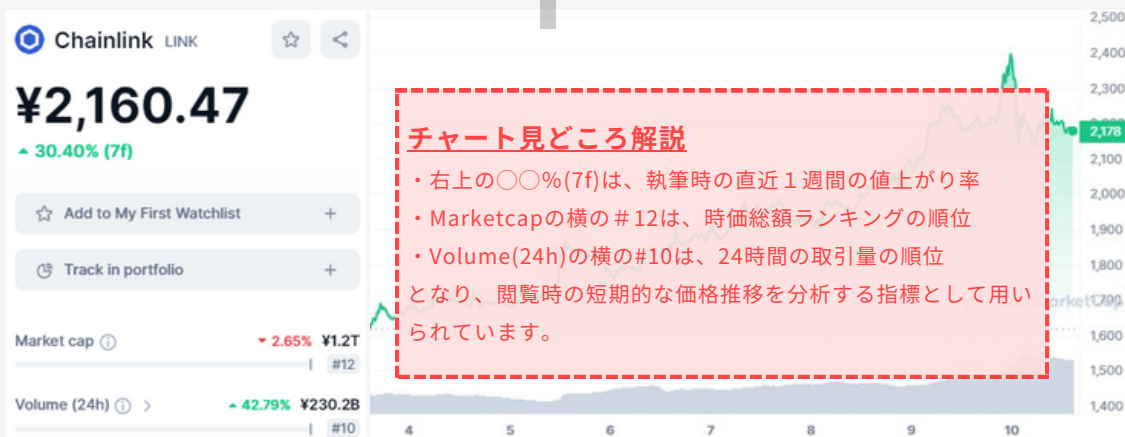 Chainlink LINK
¥2,160.47
30.40% (7f)
Add to My First Watchlist +
Track in portfolio +
Market cap 2.65% ¥1.2T
#12
Volume (24h) > 42.79% ¥230.2B
#10
チャート見どころ解説
・右上の○○%(7f)は、執筆時の直近１週間の値上がり率
・Marketcapの横の＃12は、時価総額ランキングの順位
・Volume(24h)の横の#10は、24時間の取引量の順位
となり、閲覧時の短期的な価格推移を分析する指標として用い
られています。
2,500
2,400
2,300
2,178
2,100
2,000
1,900
1,800
1,700
1,600
1,500
1,400
4 5 6 7 8 9 10